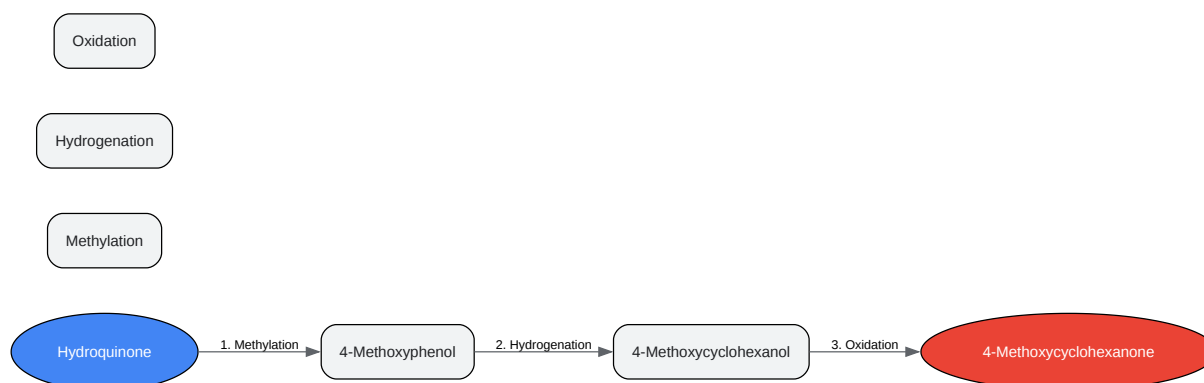 Oxidation
Hydrogenation
Methylation
Hydroquinone
1. Methylation
4-Methoxyphenol
2. Hydrogenation
4-Methoxycyclohexanol
3. Oxidation
4-Methoxycyclohexanone